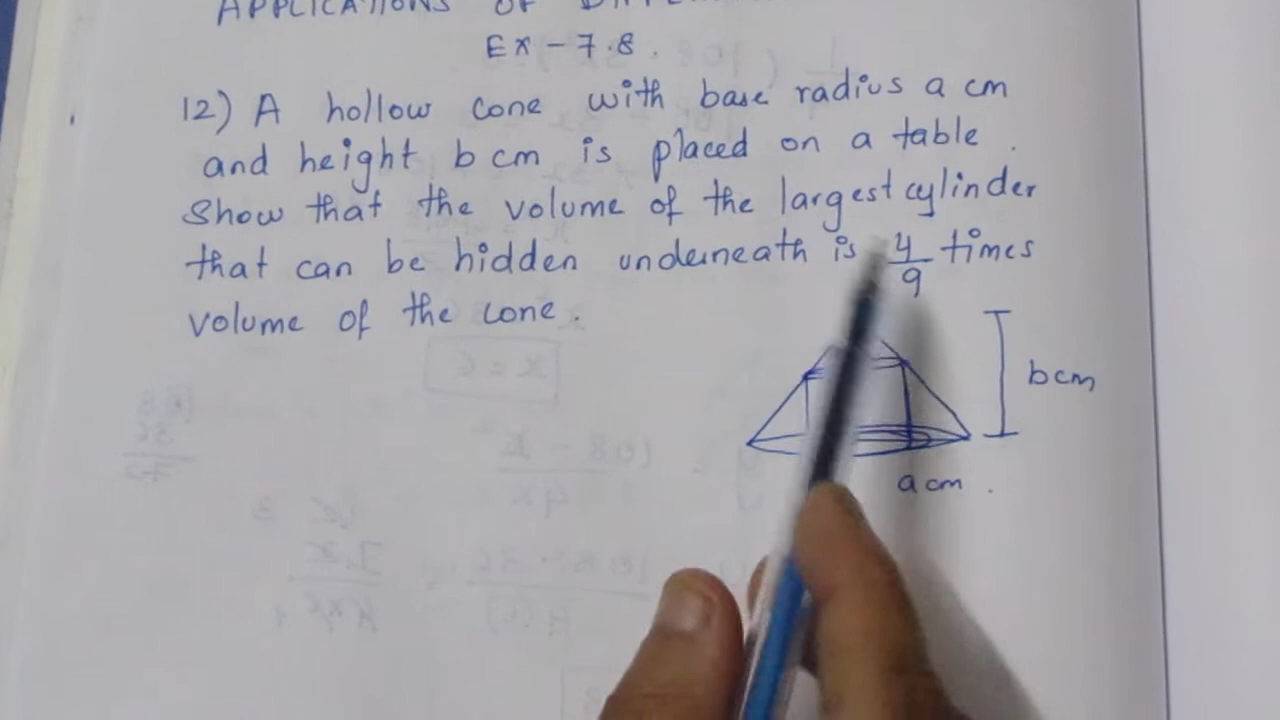 APPLICATIONS OF
Ex - 7.8.
12) A hollow cone with base radius a cm
and height b cm is placed on a table.
Show that the volume of the largest cylinder
that can be hidden underneath is 4/9 times
volume of the cone.
b cm
a cm.